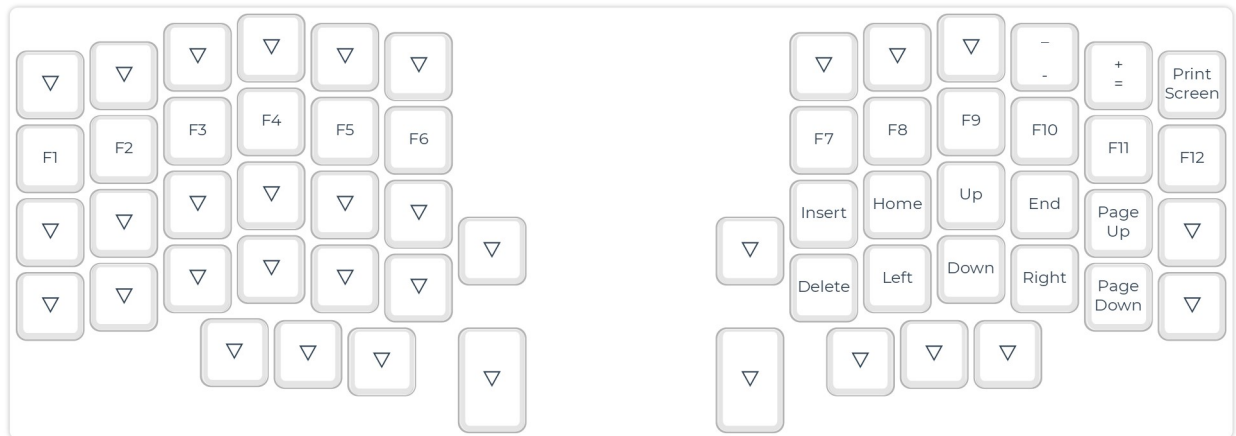 ▽ ▽ ▽ ▽ ▽ ▽ ▽ ▽ ▽ _ + Print
- = Screen
F1 F2 F3 F4 F5 F6 F7 F8 F9 F10 F11 F12
▽ ▽ ▽ ▽ ▽ ▽ Insert Home Up End Page ▽
Up
▽ ▽
▽ ▽ ▽ ▽ ▽ ▽ Delete Left Down Right Page ▽
Down
▽ ▽ ▽ ▽ ▽ ▽ ▽ ▽